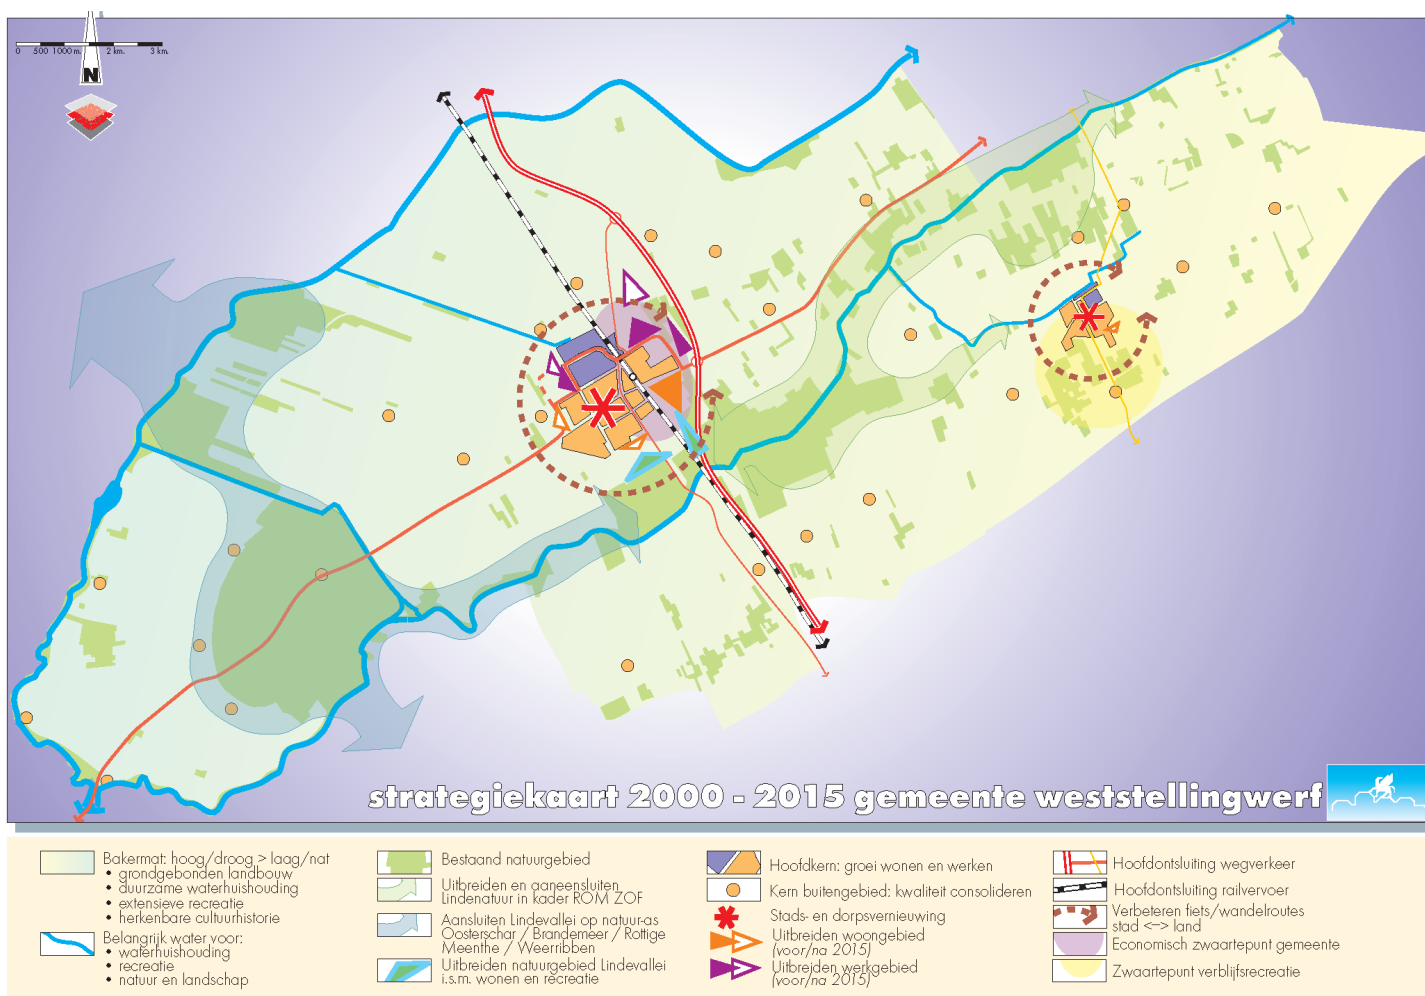 0 500 1000 m. 2 km. 3 km.
N
strategiekaart 2000 - 2015 gemeente weststellingwerf
Bakermat: hoog/droog > laag/nat
• grondgebonden landbouw
• duurzame waterhuishouding
• extensieve recreatie
• herkenbare cultuurhistorie
Belangrijk water voor:
• waterhuishouding
• recreatie
• natuur en landschap
Bestaand natuurgebied
Uitbreiden en aaneensluiten
Lindenatuur in kader ROM ZOF
Aansluiten Lindevallei op natuur-as
Oosterschar / Brandemeer / Rottige
Meenthe / Weerribben
Uitbreiden natuurgebied Lindevallei
i.s.m. wonen en recreatie
Hoofdkern: groei wonen en werken
Kern buitengebied: kwaliteit consolideren
Stads- en dorpsvernieuwing
Uitbreiden woongebied
(voor/na 2015)
Uitbreiden werkgebied
(voor/na 2015)
Hoofdontsluiting wegverkeer
Hoofdontsluiting railvervoer
Verbeteren fiets/wandelroutes
stad <-> land
Economisch zwaartepunt gemeente
Zwaartepunt verblijfsrecreatie